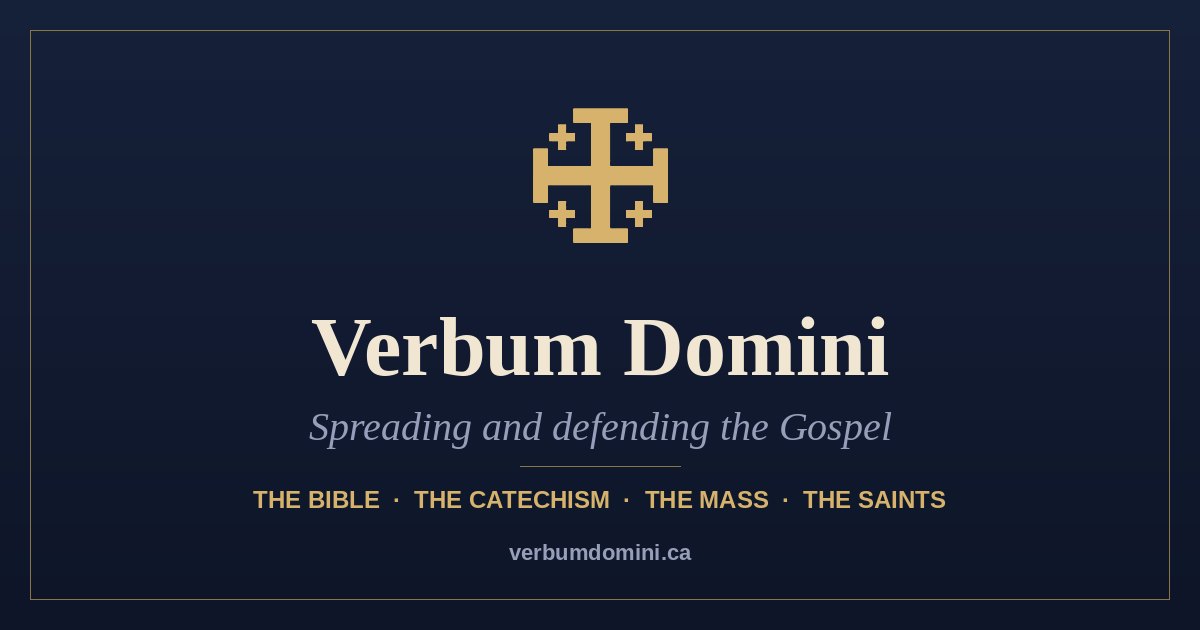 Verbum Domini
Spreading and defending the Gospel
THE BIBLE · THE CATECHISM · THE MASS · THE SAINTS
verbumdomini.ca